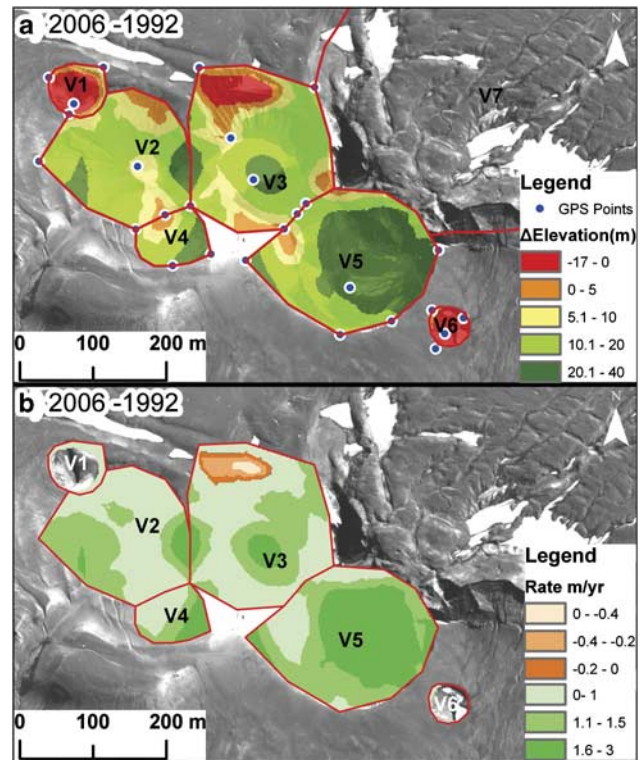 a 2006 -1992
N
V1
V7
V2
V3
V4
V5
V6
Legend
GPS Points
ΔElevation(m)
-17 - 0
0 - 5
5.1 - 10
10.1 - 20
20.1 - 40
0 100 200 m
b 2006 -1992
N
V1
V2
V3
V4
V5
V6
Legend
Rate m/yr
0 - -0.4
-0.4 - -0.2
-0.2 - 0
0- 1
1.1 - 1.5
1.6 - 3
0 100 200 m